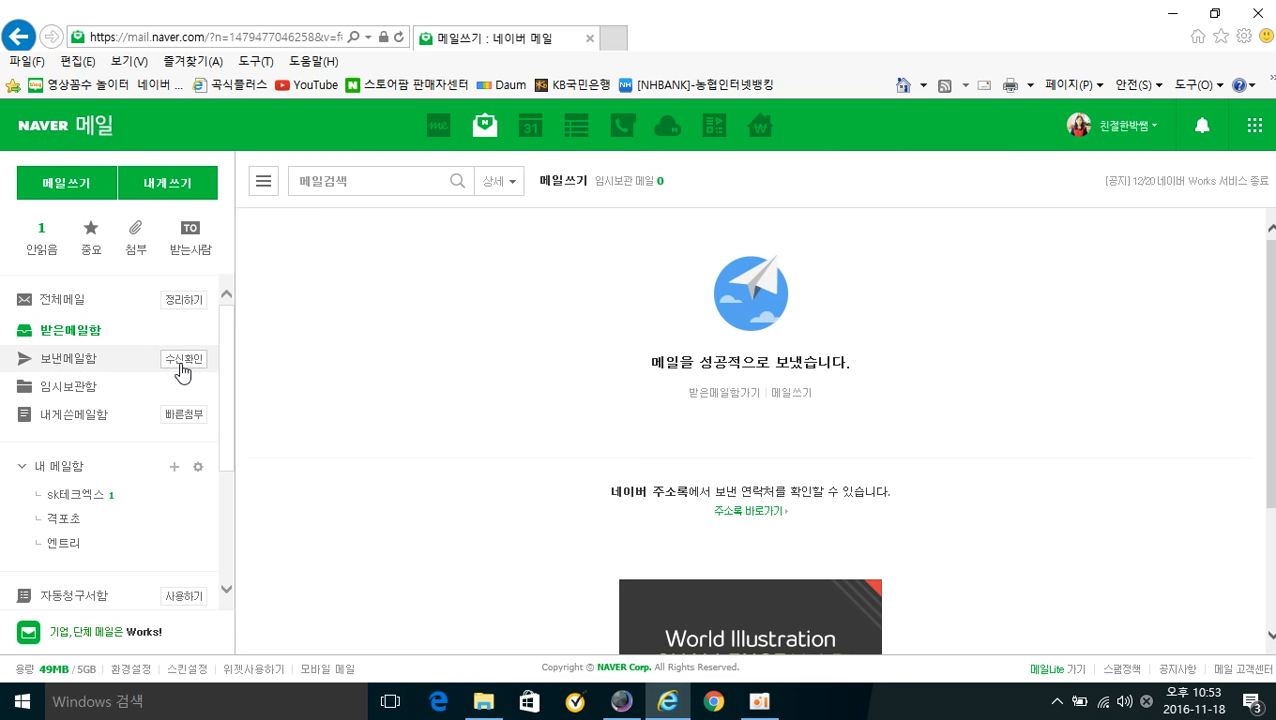 https://mail.naver.com/?n=1479477046258&v=f
메일쓰기 : 네이버 메일
파일(F) 편집(E) 보기(V) 즐겨찾기(A) 도구(T) 도움말(H)
영상꼼수 놀이터 네이버 ... 곡식플러스 YouTube 스토어팜 판매자센터 Daum KB국민은행 [NHBANK]-농협인터넷뱅킹 페이지(P) 안전(S) 도구(O)
NAVER 메일 me 31 W 친절한박쌤
메일쓰기 내게쓰기
메일검색 상세 메일쓰기 임시보관 메일 0 [공지] 12/20 네이버 Works 서비스 종료
1 TO
안읽음 중요 첨부 받는사람
전체메일 정리하기
받은메일함
보낸메일함 수신확인
임시보관함
내게쓴메일함 빠른첨부
메일을 성공적으로 보냈습니다.
받은메일함가기 | 메일쓰기
내 메일함
sk테크엑스 1
격포초
엔트리
네이버 주소록에서 보낸 연락처를 확인할 수 있습니다.
주소록 바로가기
자동청구서함 사용하기
기업,단체 메일은 Works!
World Illustration
용량 49MB / 5GB 환경설정 스킨설정 위젯사용하기 모바일 메일
Copyright © NAVER Corp. All Rights Reserved.
메일Lite 가기 스팸정책 공지사항 메일 고객센터
Windows 검색
오후 10:53
2016-11-18
3